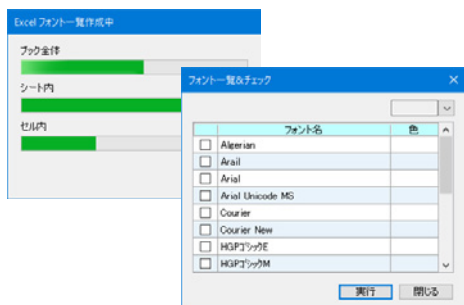 Excel フォント一覧作成中
ブック全体
シート内
セル内
フォント一覧&チェック
フォント名 色
Algerian
Arail
Arial
Arial Unicode MS
Courier
Courier New
HGPゴシックE
HGPゴシックM
実行 閉じる